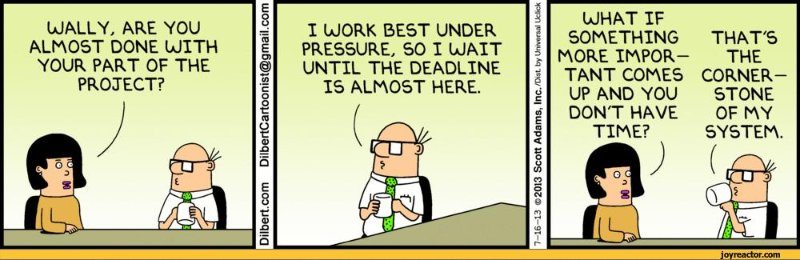 WALLY, ARE YOU
ALMOST DONE WITH
YOUR PART OF THE
PROJECT?
Dilbert.com DilbertCartoonist@gmail.com
I WORK BEST UNDER
PRESSURE, SO I WAIT
UNTIL THE DEADLINE
IS ALMOST HERE.
7-16-13 ©2013 Scott Adams, Inc./Dist. by Universal Uclick
WHAT IF
SOMETHING
MORE IMPOR-
TANT COMES
UP AND YOU
DON'T HAVE
TIME?
THAT'S
THE
CORNER-
STONE
OF MY
SYSTEM.
joyreactor.com